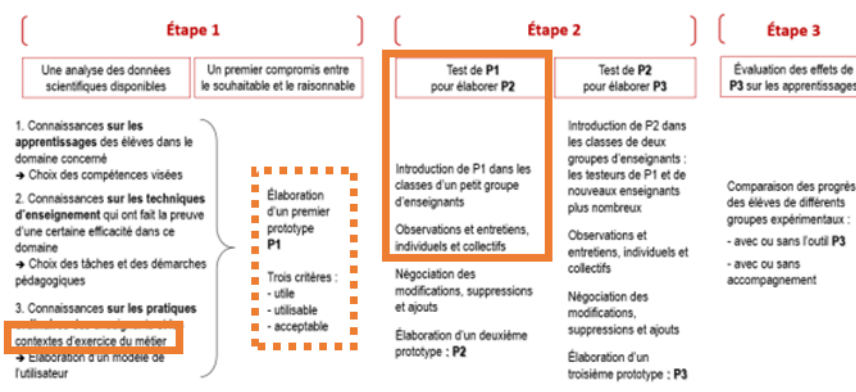 Étape 1
Une analyse des données
scientifiques disponibles
Un premier compromis entre
le souhaitable et le raisonnable
1. Connaissances sur les
apprentissages des élèves dans le
domaine concerné
➔ Choix des compétences visées
2. Connaissances sur les techniques
d'enseignement qui ont fait la preuve
d'une certaine efficacité dans ce
domaine
➔ Choix des tâches et des démarches
pédagogiques
3. Connaissances sur les pratiques
contextes d'exercice du métier
➔ Élaboration d'un modèle de
l'utilisateur
Élaboration
d'un premier
prototype
P1
Trois critères :
- utile
- utilisable
- acceptable
Étape 2
Test de P1
pour élaborer P2
Introduction de P1 dans les
classes d'un petit groupe
d'enseignants
Observations et entretiens,
individuels et collectifs
Négociation des
modifications, suppressions
et ajouts
Élaboration d'un deuxième
prototype : P2
Test de P2
pour élaborer P3
Introduction de P2 dans
les classes de deux
groupes d'enseignants :
les testeurs de P1 et de
nouveaux enseignants
plus nombreux
Observations et
entretiens, individuels et
collectifs
Négociation des
modifications,
suppressions et ajouts
Élaboration d'un
troisième prototype : P3
Étape 3
Évaluation des effets de
P3 sur les apprentissages
Comparaison des progrès
des élèves de différents
groupes expérimentaux :
- avec ou sans l'outil P3
- avec ou sans
accompagnement